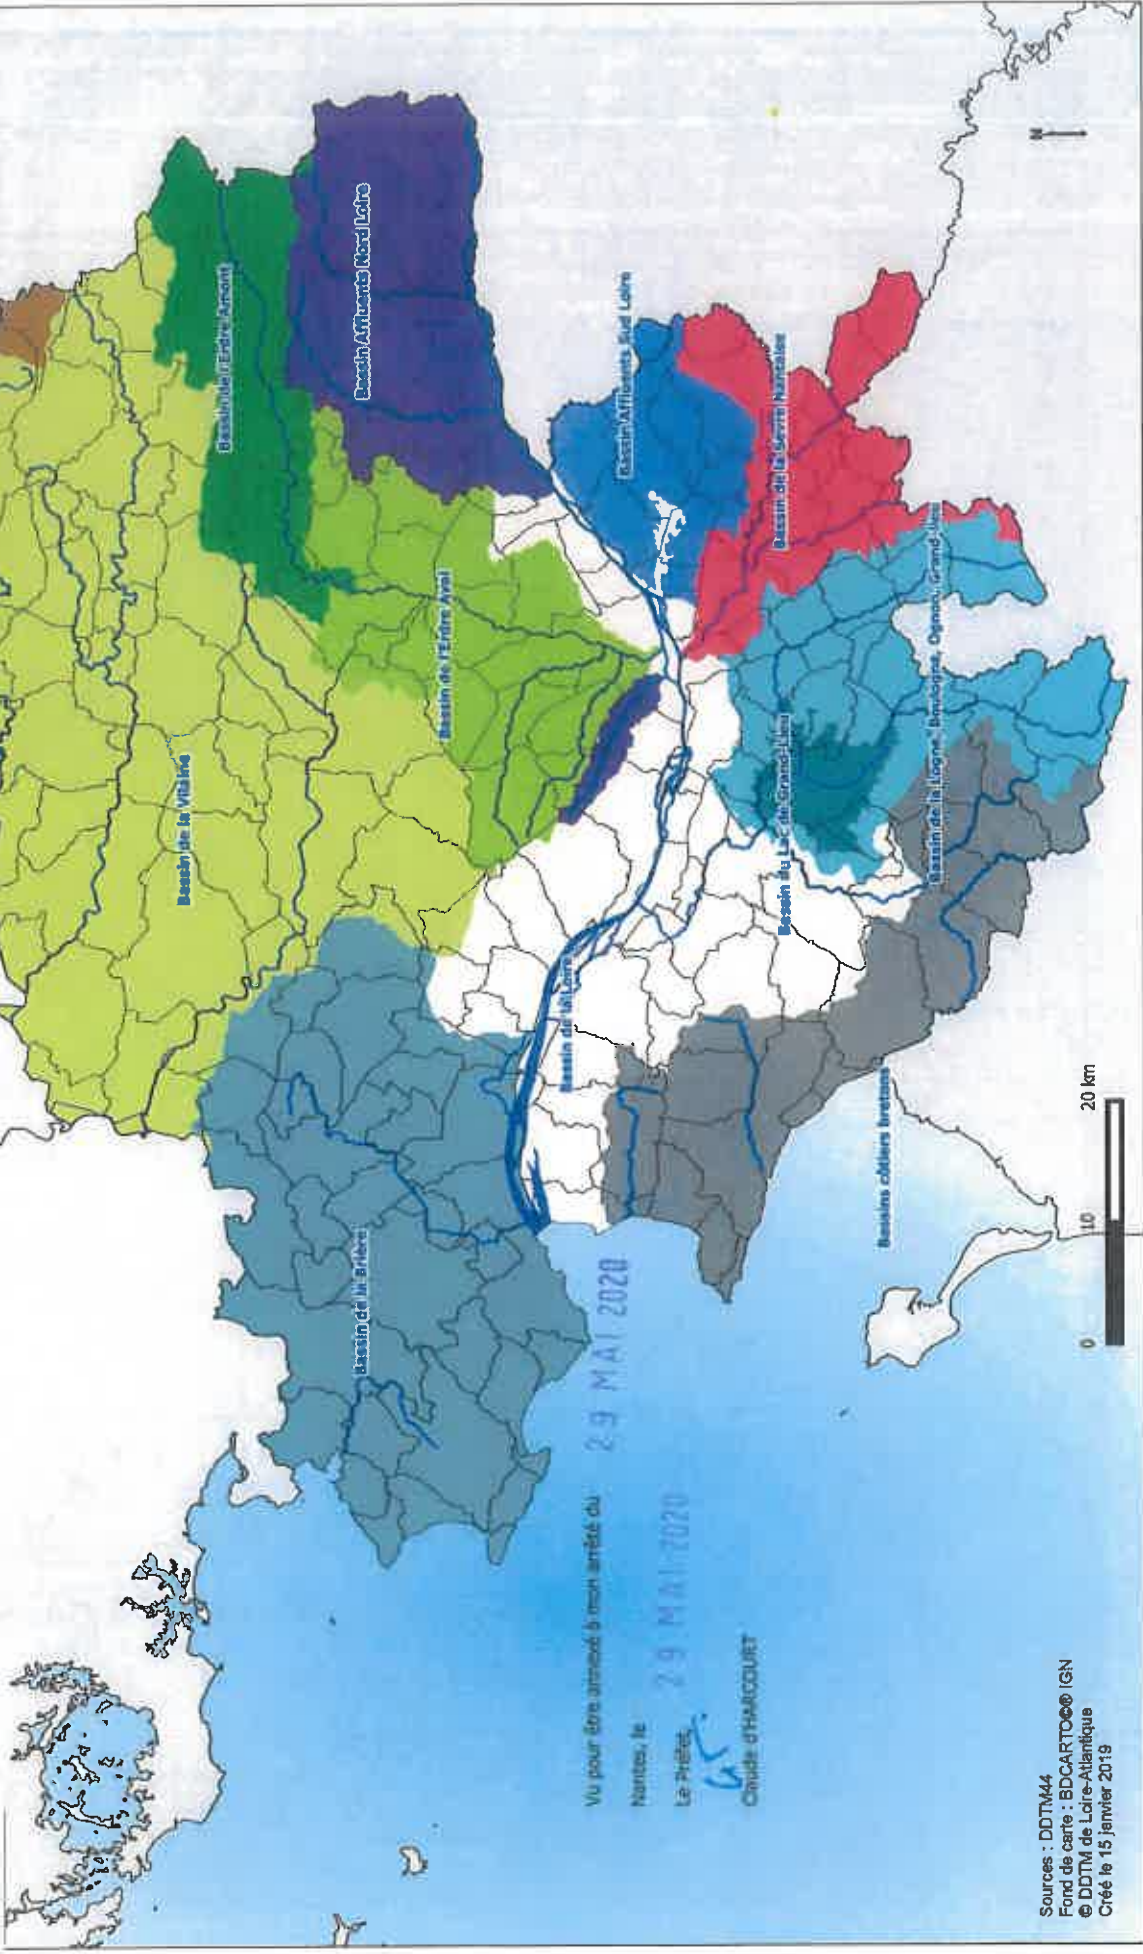 Bassin de la Vilaine
Bassin de l'Erdre Amont
Bassin Affluents Nord Loire
Bassin de l'Erdre Aval
Bassin de la Brière
Bassin de la Loire
Bassin Affluents Sud Loire
Bassin de la Sèvre Nantaise
Bassin du Lac de Grand-Lieu
Bassin de la Logne, Boulogne, Ognon, Grand-Lieu
Bassins côtiers bretons
Vu pour être annexé à mon arrêté du 29 MAI 2020
Nantes, le 29 MAI 2020
Le Préfet,
Claude d'HARCOURT
Sources : DDTM44
Fond de carte : BDCARTO©® IGN
© DDTM de Loire-Atlantique
Créé le 15 janvier 2019
0 10 20 km
N